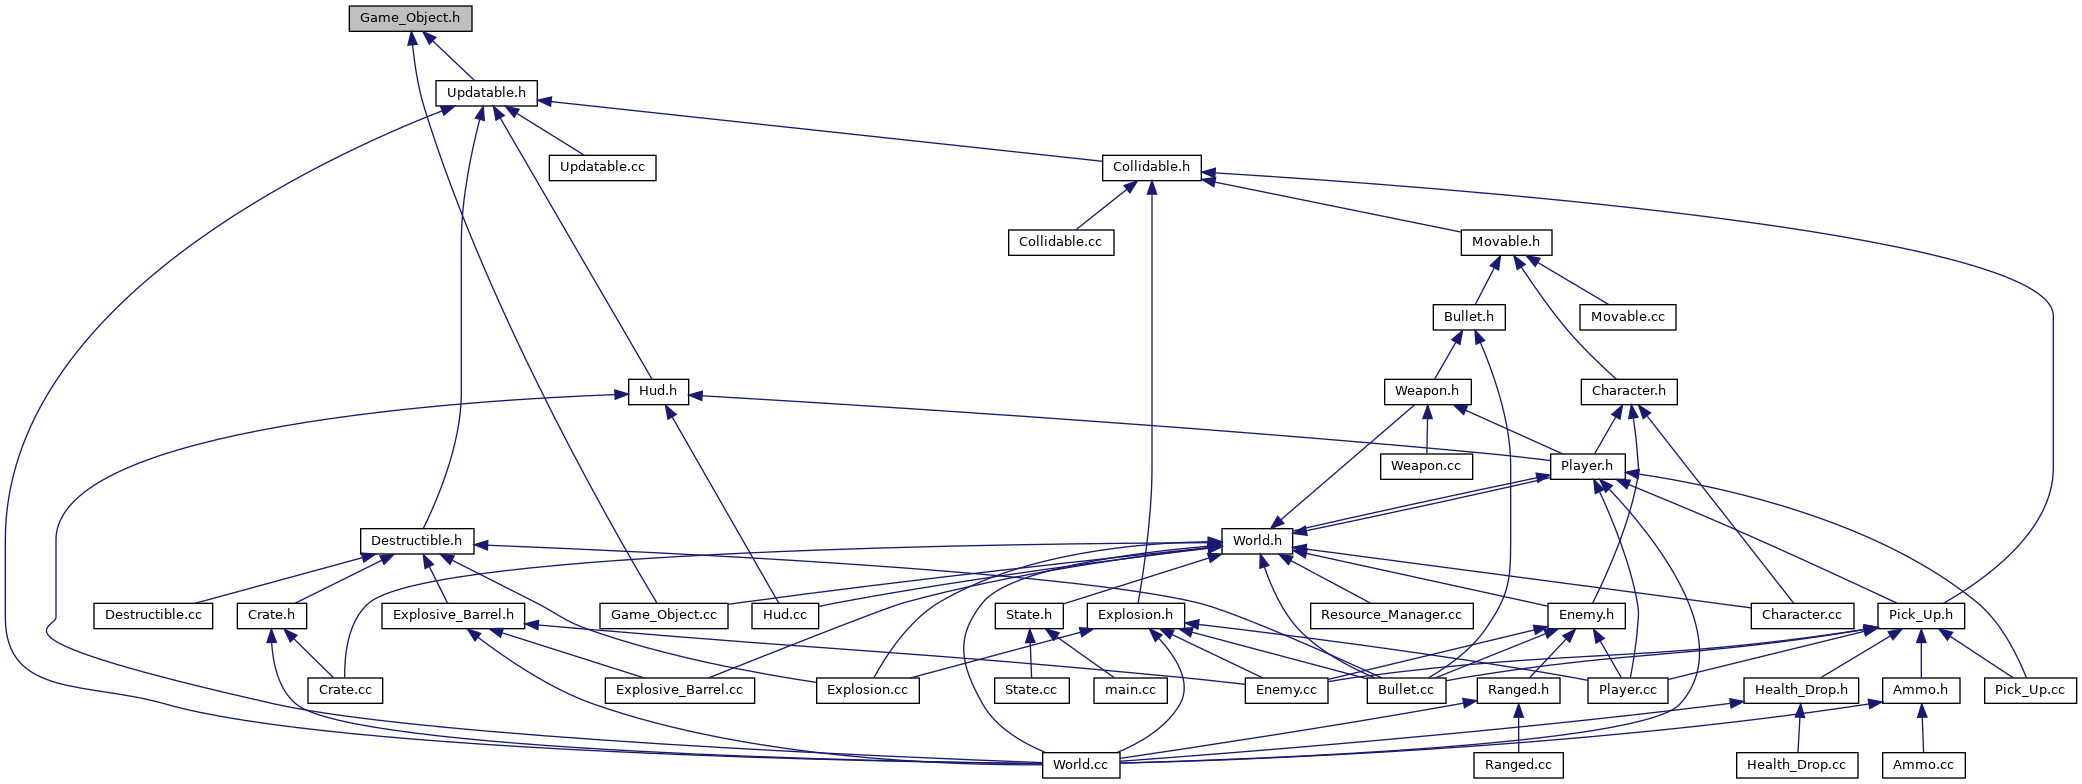 Game_Object.h
Updatable.h
Updatable.cc
Collidable.h
Collidable.cc
Movable.h
Bullet.h
Movable.cc
Hud.h
Weapon.h
Character.h
Weapon.cc
Player.h
Destructible.h
World.h
Destructible.cc
Crate.h
Explosive_Barrel.h
Game_Object.cc
Hud.cc
State.h
Explosion.h
Resource_Manager.cc
Enemy.h
Character.cc
Pick_Up.h
Crate.cc
Explosive_Barrel.cc
Explosion.cc
State.cc
main.cc
Enemy.cc
Bullet.cc
Ranged.h
Player.cc
Health_Drop.h
Ammo.h
Pick_Up.cc
World.cc
Ranged.cc
Health_Drop.cc
Ammo.cc